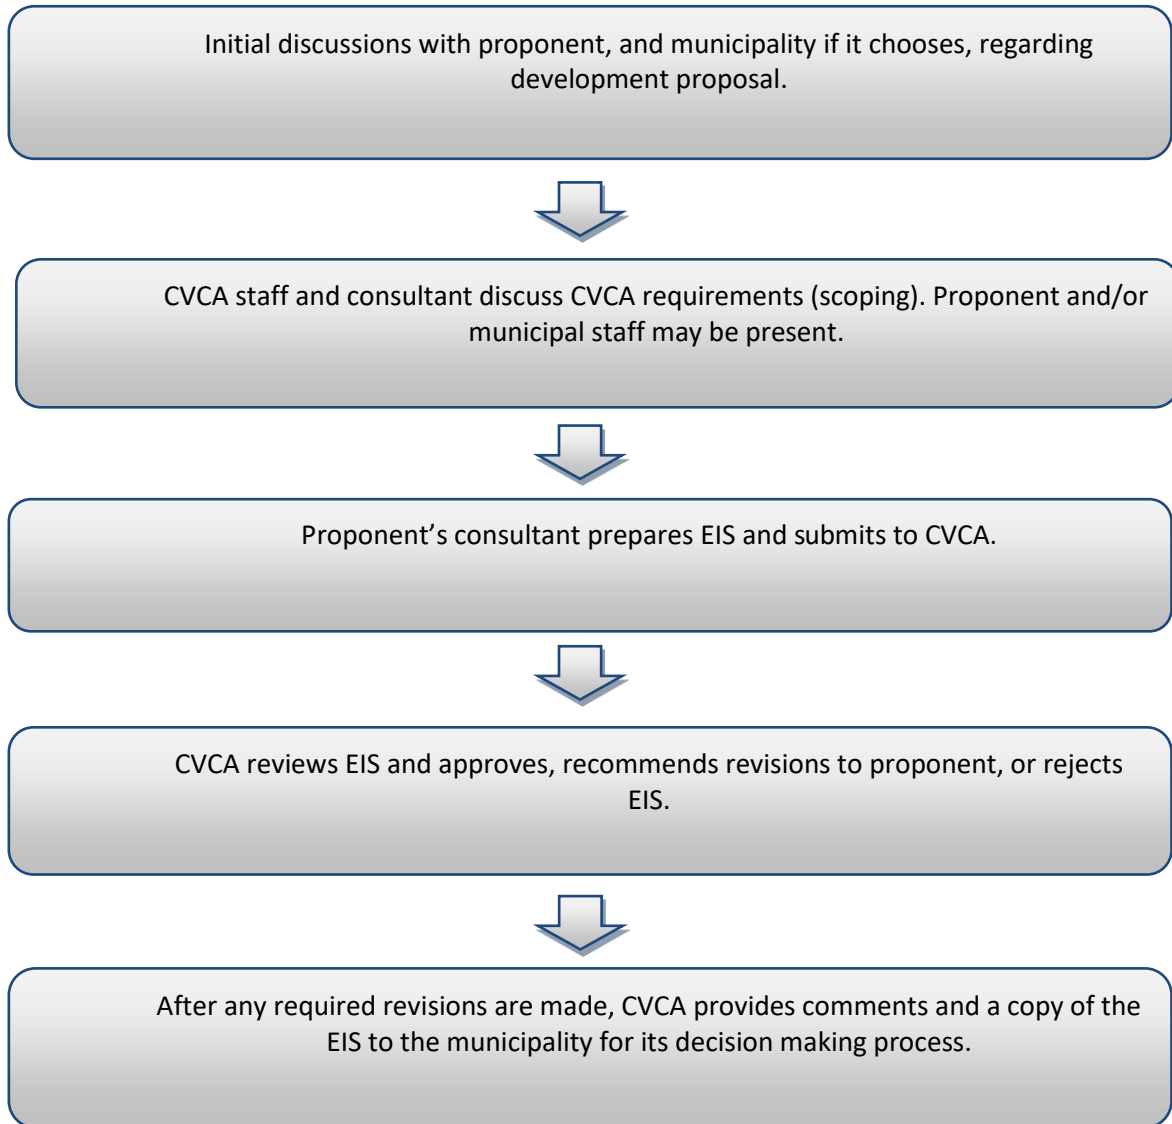 Initial discussions with proponent, and municipality if it chooses, regarding
development proposal.
CVCA staff and consultant discuss CVCA requirements (scoping). Proponent and/or
municipal staff may be present.
Proponent’s consultant prepares EIS and submits to CVCA.
CVCA reviews EIS and approves, recommends revisions to proponent, or rejects
EIS.
After any required revisions are made, CVCA provides comments and a copy of the
EIS to the municipality for its decision making process.